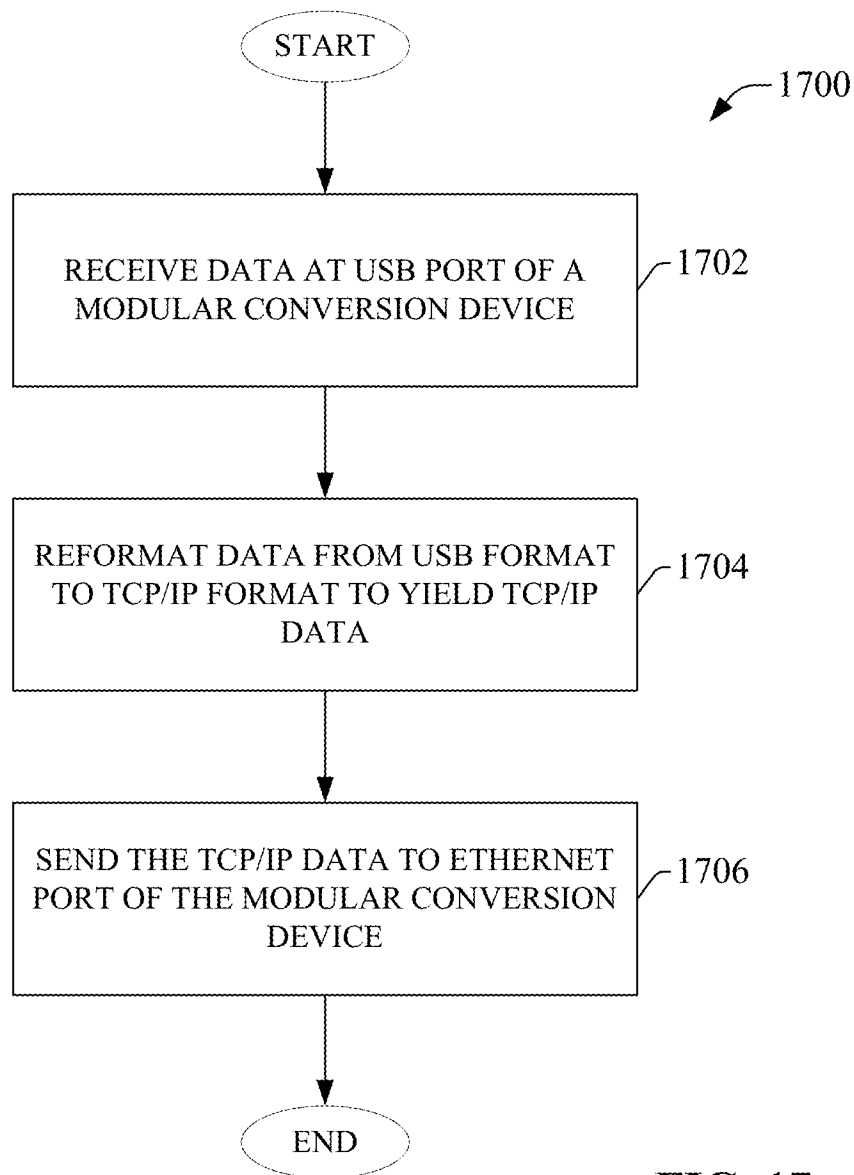 START
1700
RECEIVE DATA AT USB PORT OF A
MODULAR CONVERSION DEVICE
1702
REFORMAT DATA FROM USB FORMAT
TO TCP/IP FORMAT TO YIELD TCP/IP
DATA
1704
SEND THE TCP/IP DATA TO ETHERNET
PORT OF THE MODULAR CONVERSION
DEVICE
1706
END